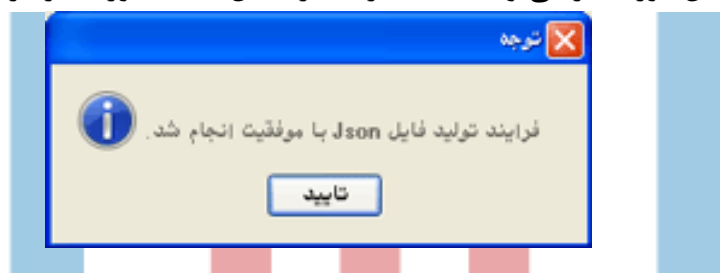 توجه
فرایند تولید فایل Json با موفقیت انجام شد.
تایید